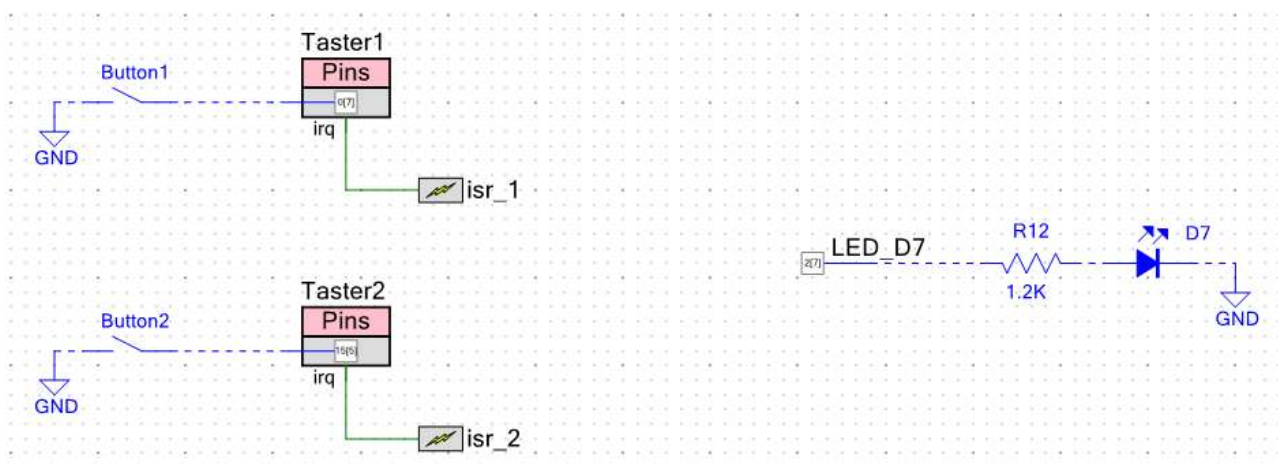 Taster1
Button1
Pins
0[7]
irq
GND
isr_1
Taster2
Button2
Pins
15[5]
irq
GND
isr_2
LED_D7
2[7]
R12
1.2K
D7
GND